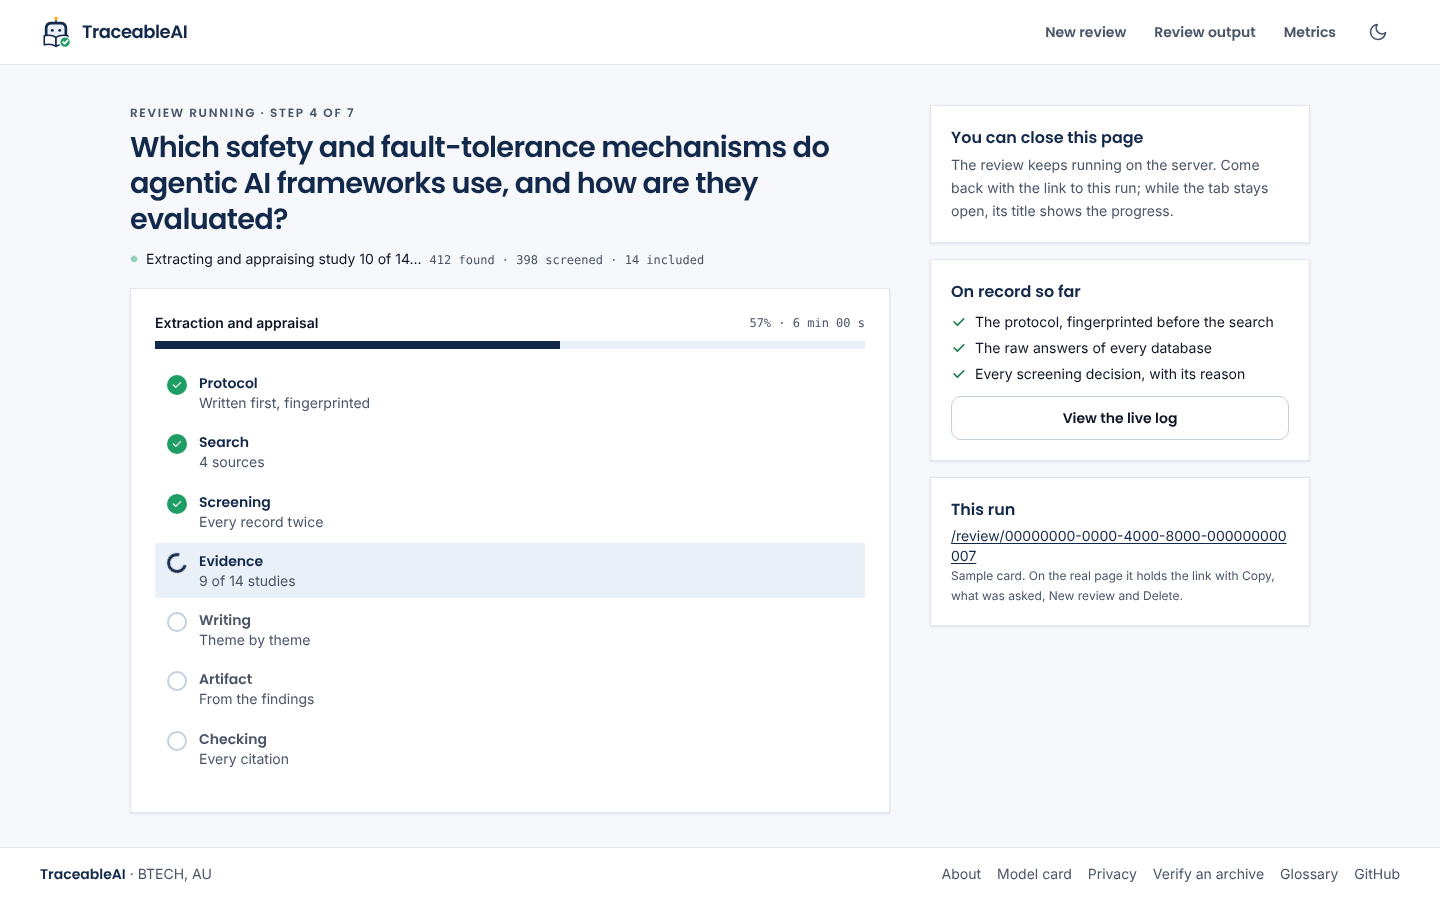 TraceableAI
New review
Review output
Metrics
REVIEW RUNNING · STEP 4 OF 7
Which safety and fault-tolerance mechanisms do
agentic AI frameworks use, and how are they
evaluated?
Extracting and appraising study 10 of 14... 412 found · 398 screened · 14 included
Extraction and appraisal
57% · 6 min 00 s
Protocol
Written first, fingerprinted
Search
4 sources
Screening
Every record twice
Evidence
9 of 14 studies
Writing
Theme by theme
Artifact
From the findings
Checking
Every citation
You can close this page
The review keeps running on the server. Come
back with the link to this run; while the tab stays
open, its title shows the progress.
On record so far
The protocol, fingerprinted before the search
The raw answers of every database
Every screening decision, with its reason
View the live log
This run
/review/00000000-0000-4000-8000-000000000
007
Sample card. On the real page it holds the link with Copy,
what was asked, New review and Delete.
TraceableAI · BTECH, AU
About
Model card
Privacy
Verify an archive
Glossary
GitHub